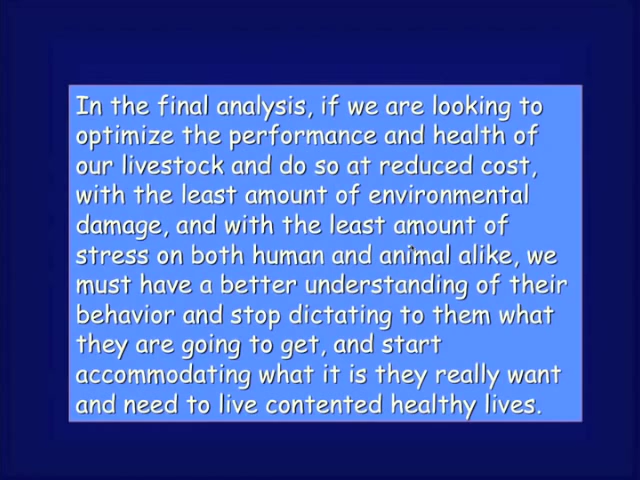 In the final analysis, if we are looking to
optimize the performance and health of
our livestock and do so at reduced cost,
with the least amount of environmental
damage, and with the least amount of
stress on both human and animal alike, we
must have a better understanding of their
behavior and stop dictating to them what
they are going to get, and start
accommodating what it is they really want
and need to live contented healthy lives.